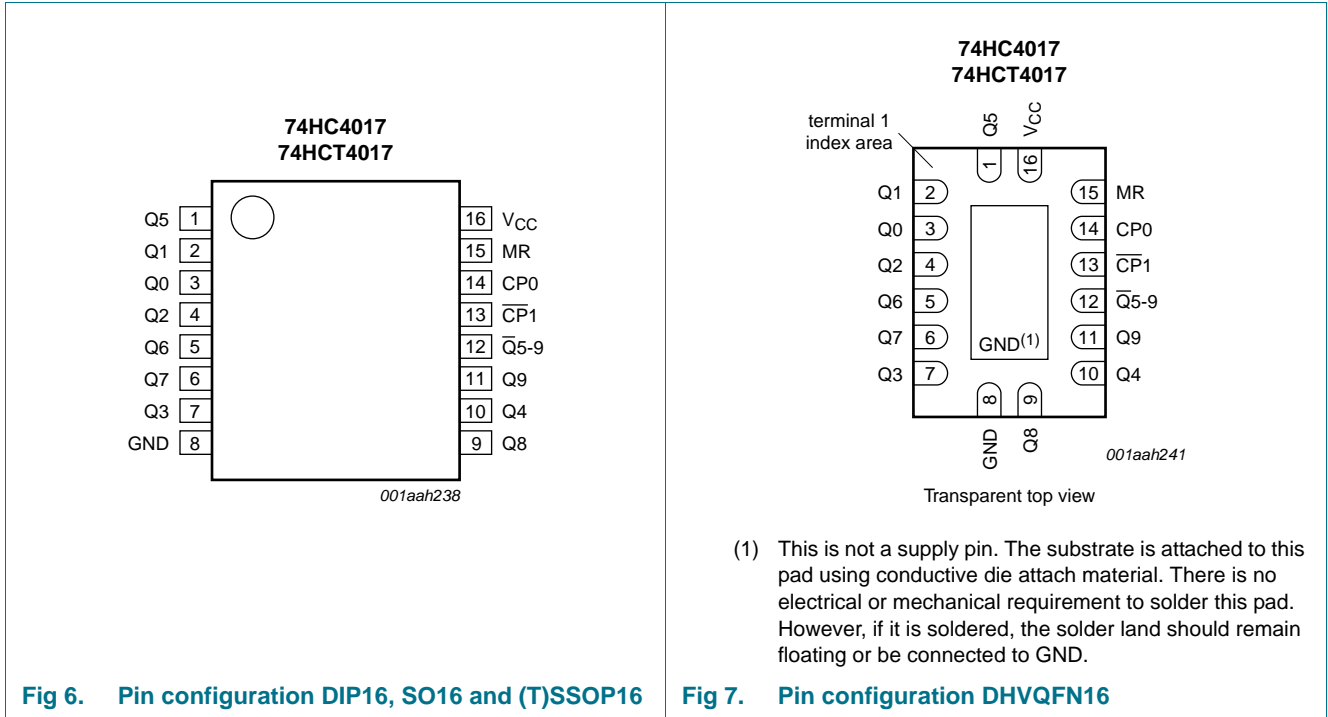 74HC4017
74HCT4017
Q5 1
Q1 2
Q0 3
Q2 4
Q6 5
Q7 6
Q3 7
GND 8
16 VCC
15 MR
14 CP0
13 C̅P̅1
12 Q̅5-9
11 Q9
10 Q4
9 Q8
001aah238
Fig 6. Pin configuration DIP16, SO16 and (T)SSOP16
74HC4017
74HCT4017
terminal 1
index area
Q5 1
VCC 16
Q1 2
Q0 3
Q2 4
Q6 5
Q7 6
Q3 7
15 MR
14 CP0
13 C̅P̅1
12 Q̅5-9
11 Q9
10 Q4
GND(1)
8 GND
9 Q8
001aah241
Transparent top view
(1) This is not a supply pin. The substrate is attached to this
pad using conductive die attach material. There is no
electrical or mechanical requirement to solder this pad.
However, if it is soldered, the solder land should remain
floating or be connected to GND.
Fig 7. Pin configuration DHVQFN16